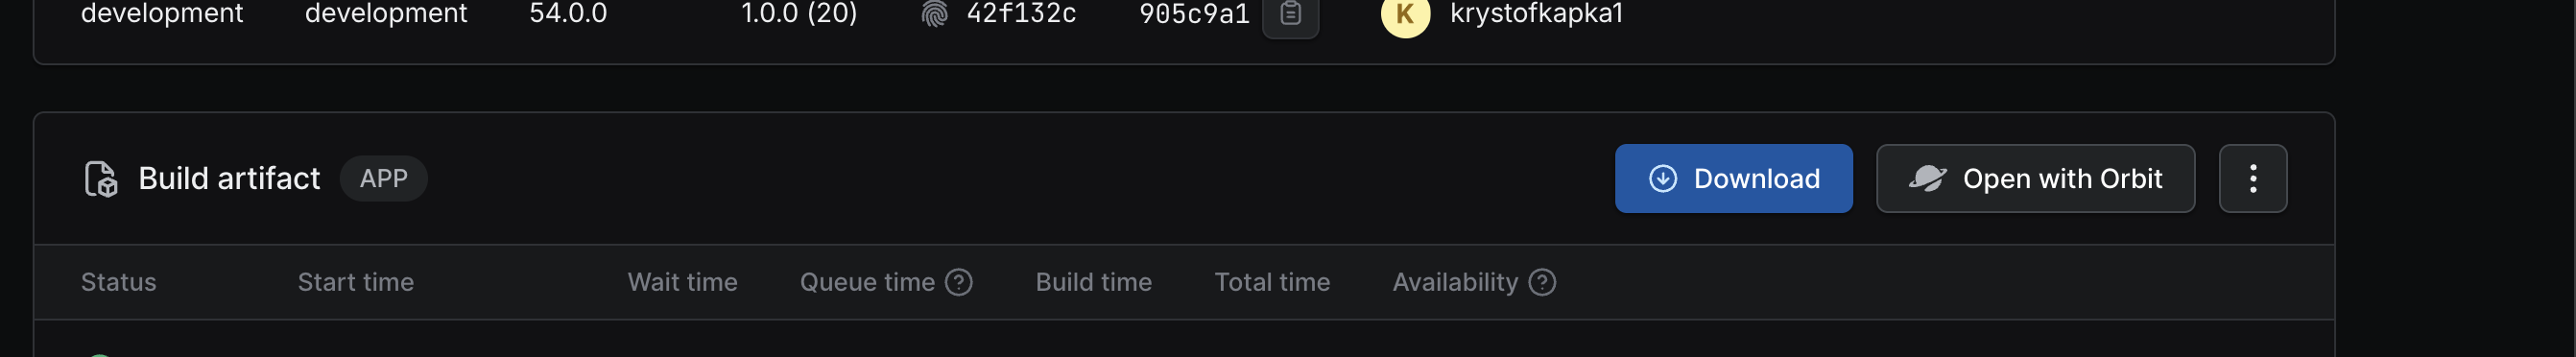 development development 54.0.0 1.0.0 (20) 42f132c 905c9a1 K krystofkapka1
Build artifact APP Download Open with Orbit
Status Start time Wait time Queue time Build time Total time Availability